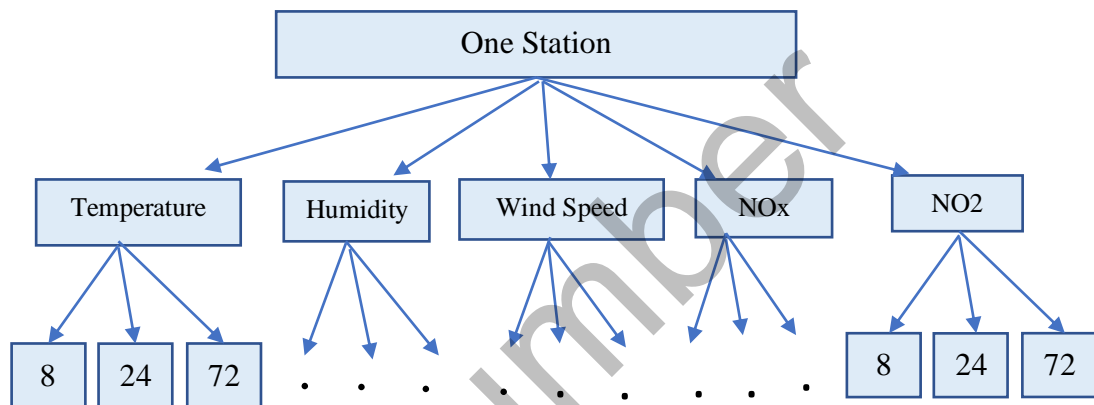 One Station
Temperature
Humidity
Wind Speed
NOx
NO2
8
24
72
. . . . . . . . .
8
24
72